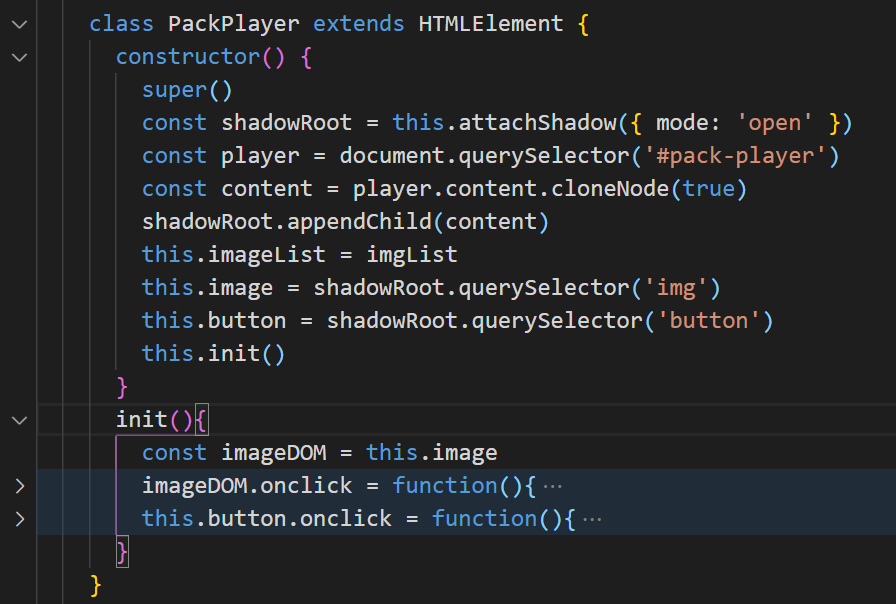 class PackPlayer extends HTMLElement {
constructor() {
super()
const shadowRoot = this.attachShadow({ mode: 'open' })
const player = document.querySelector('#pack-player')
const content = player.content.cloneNode(true)
shadowRoot.appendChild(content)
this.imageList = imgList
this.image = shadowRoot.querySelector('img')
this.button = shadowRoot.querySelector('button')
this.init()
}
init(){
const imageDOM = this.image
imageDOM.onclick = function(){ ···
this.button.onclick = function(){ ···
}
}